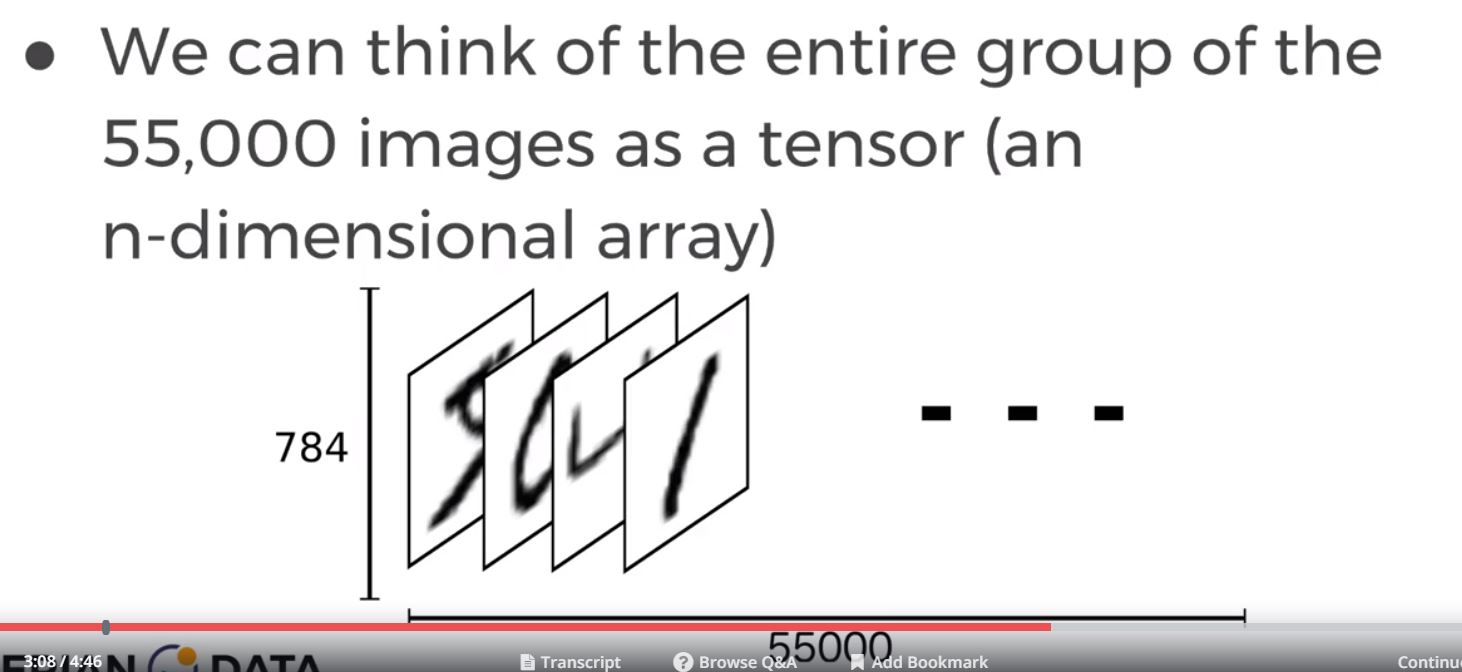 • We can think of the entire group of the
55,000 images as a tensor (an
n-dimensional array)
784
55000
3:08 / 4:46
DATA
Transcript
? Browse Q&A
Add Bookmark
Continu